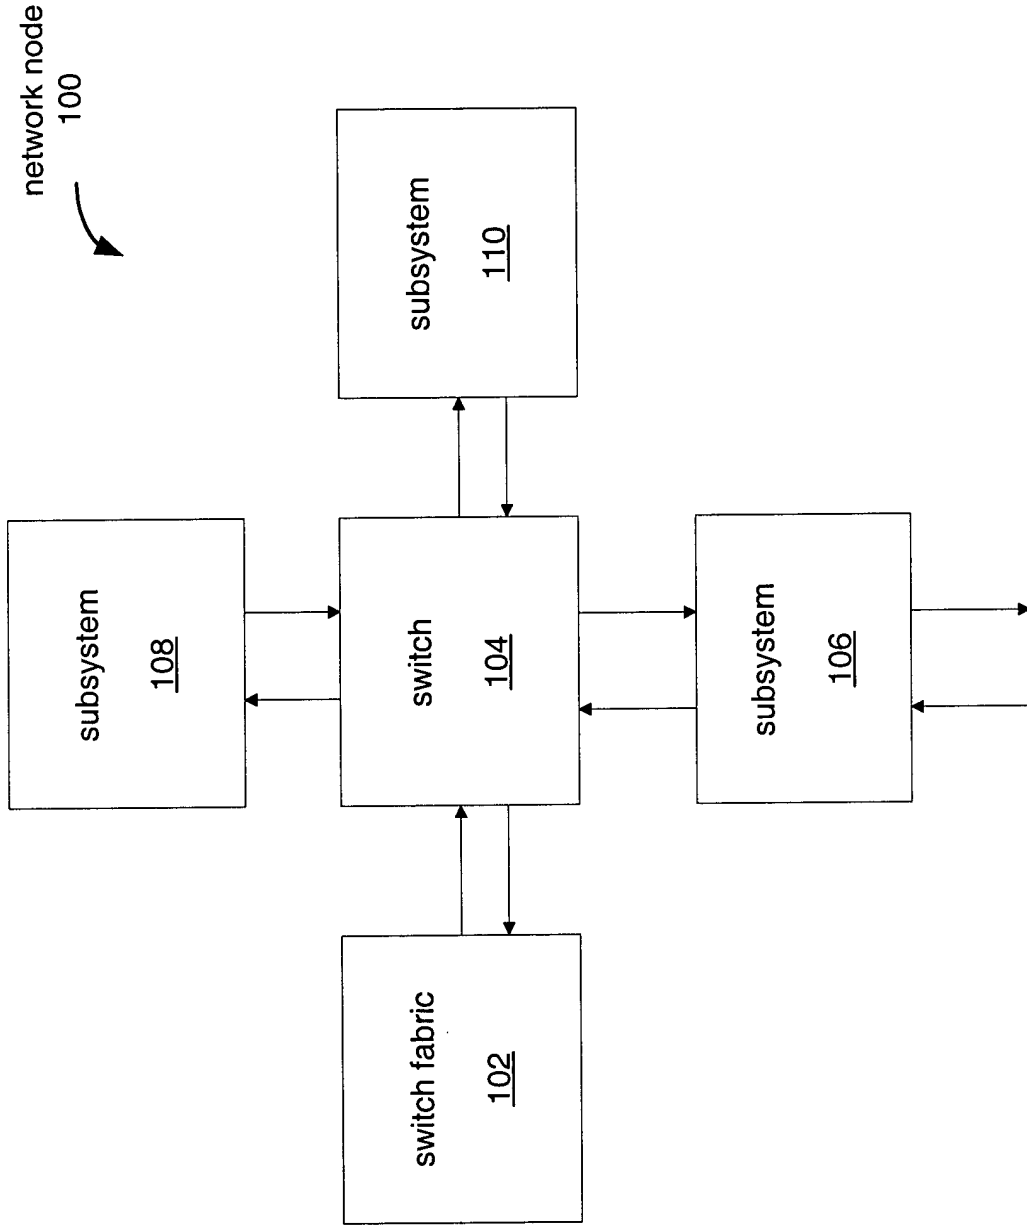 network node
100
subsystem
108
switch fabric
102
switch
104
subsystem
110
subsystem
106